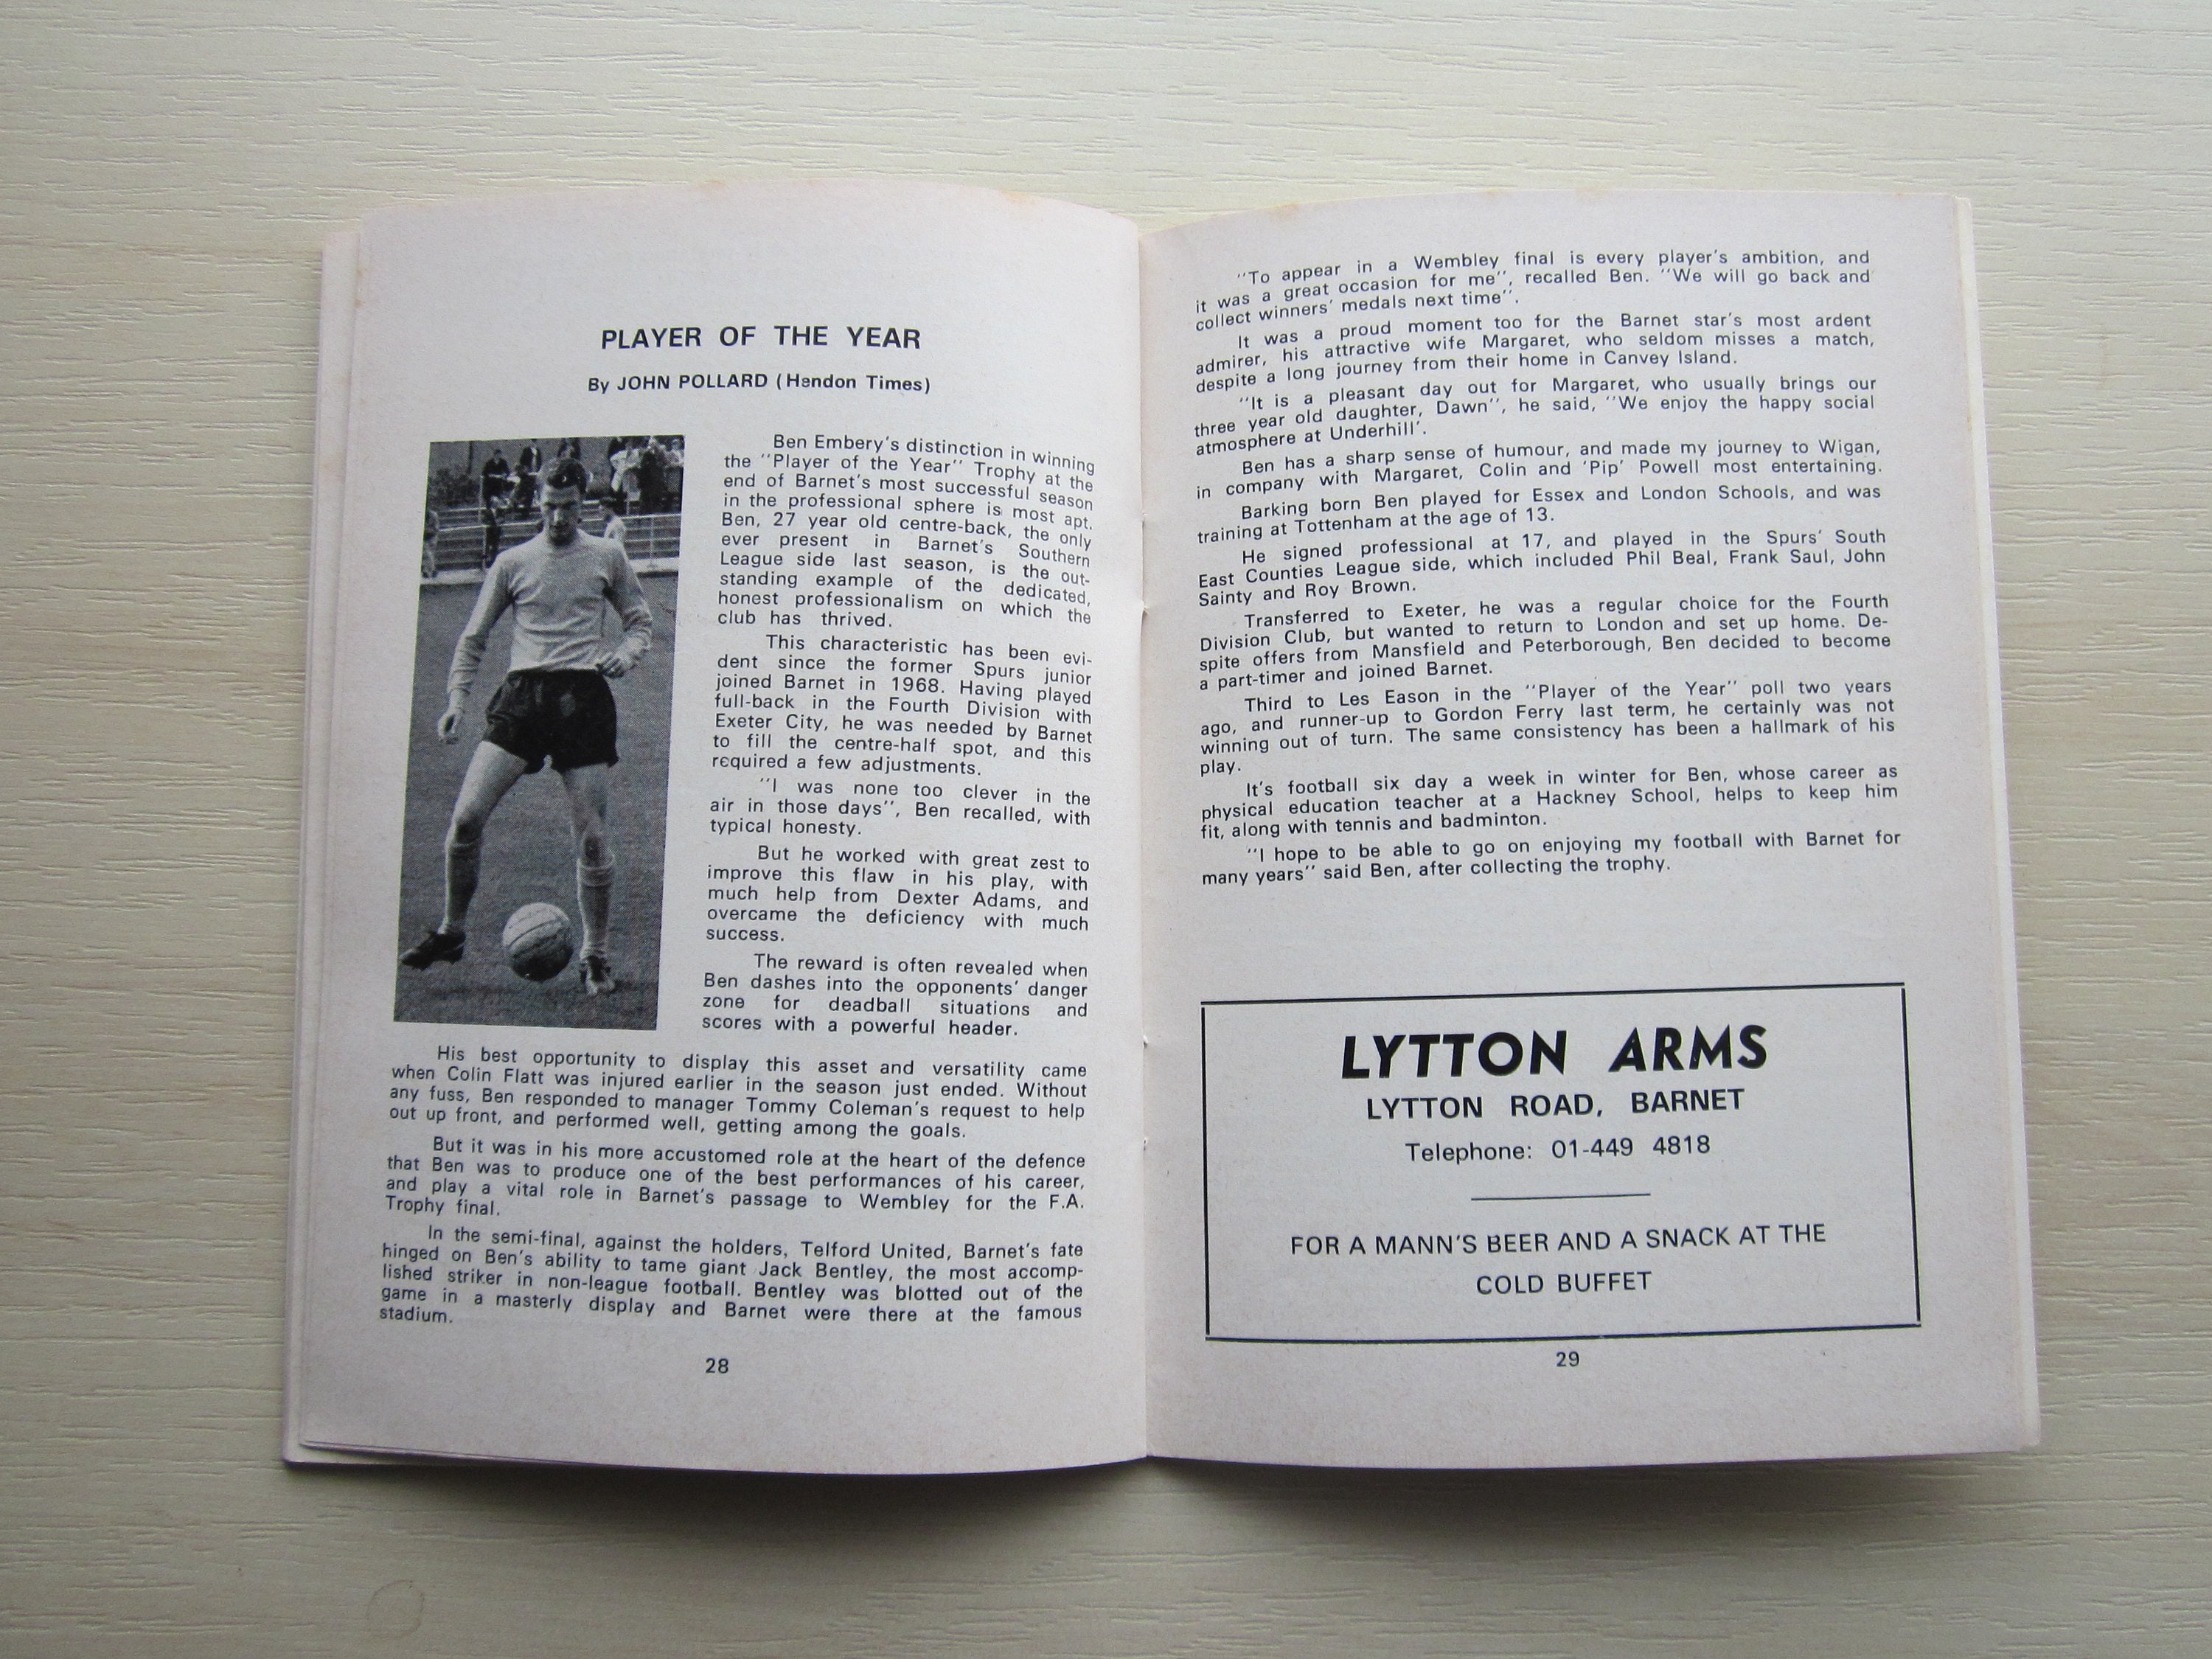 PLAYER OF THE YEAR
By JOHN POLLARD (Hendon Times)
Ben Embery's distinction in winning
the "Player of the Year" Trophy at the
end of Barnet's most successful season
in the professional sphere is most apt.
Ben, 27 year old centre-back, the only
ever present in Barnet's Southern
League side last season, is the out-
standing example of the dedicated,
honest professionalism on which the
club has thrived.
This characteristic has been evi-
dent since the former Spurs junior
joined Barnet in 1968. Having played
full-back in the Fourth Division with
Exeter City, he was needed by Barnet
to fill the centre-half spot, and this
required a few adjustments.
"I was none too clever in the
air in those days", Ben recalled, with
typical honesty.
But he worked with great zest to
improve this flaw in his play, with
much help from Dexter Adams, and
overcame the deficiency with much
success.
The reward is often revealed when
Ben dashes into the opponents' danger
zone for deadball situations and
scores with a powerful header.
His best opportunity to display this asset and versatility came
when Colin Flatt was injured earlier in the season just ended. Without
any fuss, Ben responded to manager Tommy Coleman's request to help
out up front, and performed well, getting among the goals.
But it was in his more accustomed role at the heart of the defence
that Ben was to produce one of the best performances of his career,
and play a vital role in Barnet's passage to Wembley for the F.A.
Trophy final.
In the semi-final, against the holders, Telford United, Barnet's fate
hinged on Ben's ability to tame giant Jack Bentley, the most accomp-
lished striker in non-league football. Bentley was blotted out of the
game in a masterly display and Barnet were there at the famous
stadium.
28
"To appear in a Wembley final is every player's ambition, and
it was a great occasion for me", recalled Ben. "We will go back and
collect winners' medals next time".
It was a proud moment too for the Barnet star's most ardent
admirer, his attractive wife Margaret, who seldom misses a match,
despite a long journey from their home in Canvey Island.
"It is a pleasant day out for Margaret, who usually brings our
three year old daughter, Dawn", he said, "We enjoy the happy social
atmosphere at Underhill'.
Ben has a sharp sense of humour, and made my journey to Wigan,
in company with Margaret, Colin and 'Pip' Powell most entertaining.
Barking born Ben played for Essex and London Schools, and was
training at Tottenham at the age of 13.
He signed professional at 17, and played in the Spurs' South
East Counties League side, which included Phil Beal, Frank Saul, John
Sainty and Roy Brown.
Transferred to Exeter, he was a regular choice for the Fourth
Division Club, but wanted to return to London and set up home. De-
spite offers from Mansfield and Peterborough, Ben decided to become
a part-timer and joined Barnet.
Third to Les Eason in the "Player of the Year" poll two years
ago, and runner-up to Gordon Ferry last term, he certainly was not
winning out of turn. The same consistency has been a hallmark of his
play.
It's football six day a week in winter for Ben, whose career as
physical education teacher at a Hackney School, helps to keep him
fit, along with tennis and badminton.
"I hope to be able to go on enjoying my football with Barnet for
many years" said Ben, after collecting the trophy.
LYTTON ARMS
LYTTON ROAD, BARNET
Telephone: 01-449 4818
FOR A MANN'S BEER AND A SNACK AT THE
COLD BUFFET
29